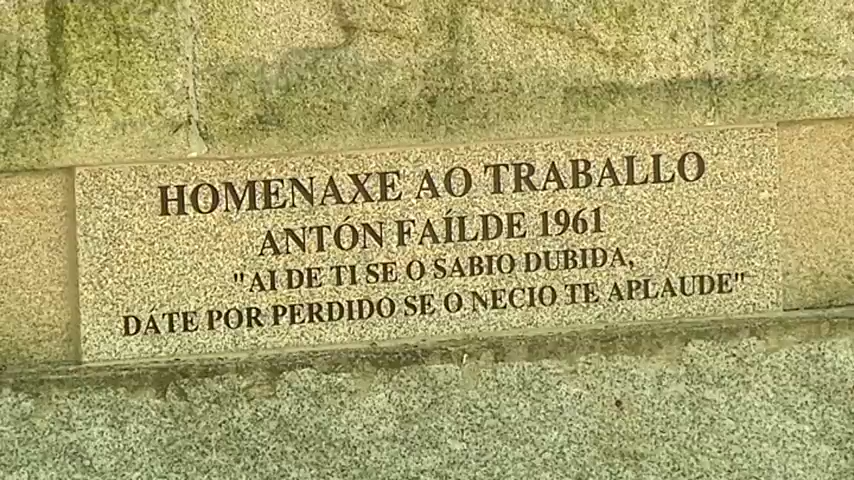 HOMENAXE AO TRABALLO
ANTÓN FAÍLDE 1961
"AI DE TI SE O SABIO DUBIDA,
DÁTE POR PERDIDO SE O NECIO TE APLAUDE"